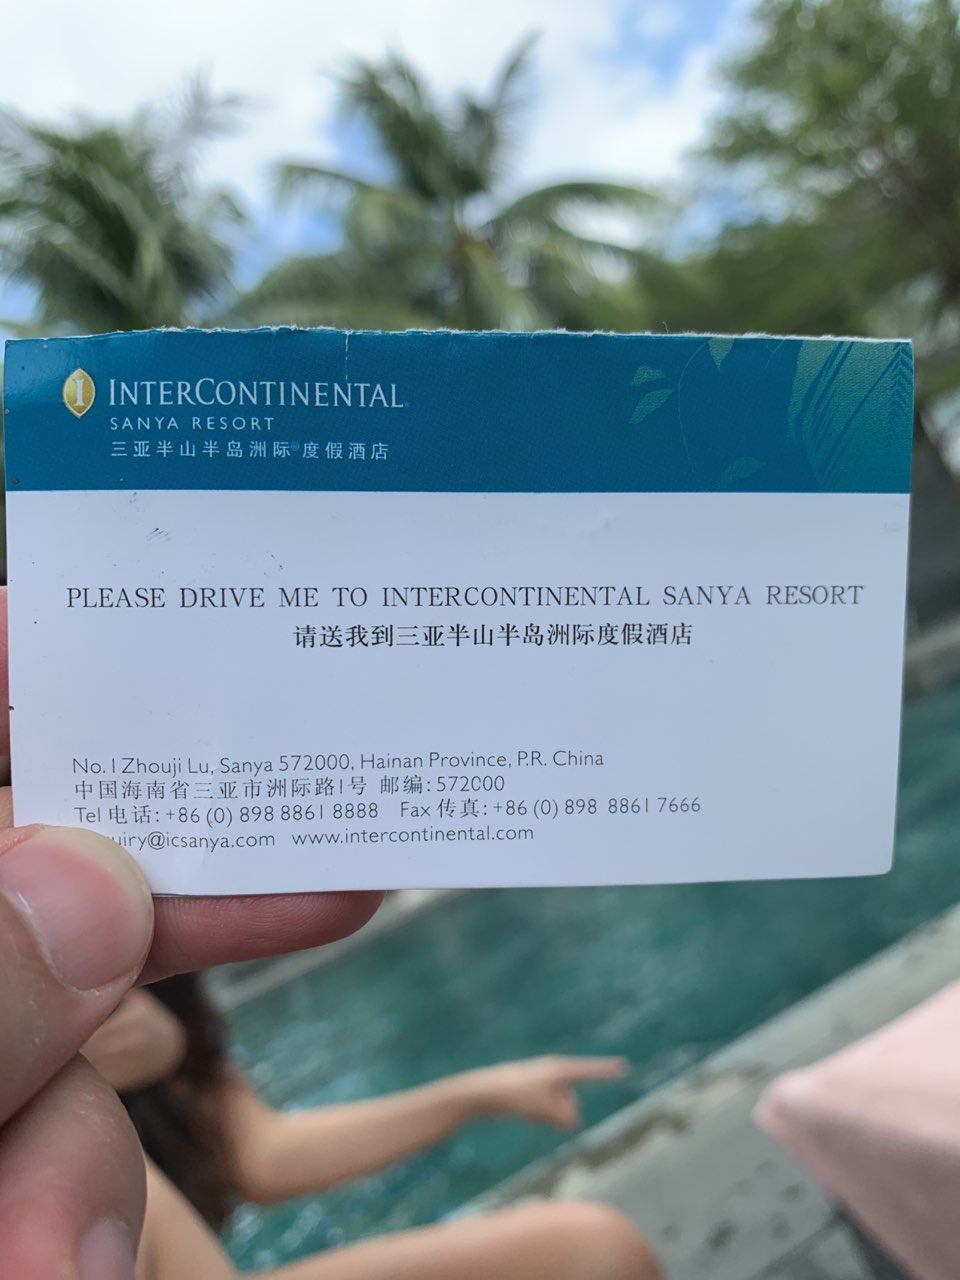 INTERCONTINENTAL
SANYA RESORT
三亚半山半岛洲际®度假酒店
PLEASE DRIVE ME TO INTERCONTINENTAL SANYA RESORT
请送我到三亚半山半岛洲际度假酒店
No.1 Zhouji Lu, Sanya 572000, Hainan Province, P.R. China
中国海南省三亚市洲际路1号 邮编:572000
Tel 电话: +86 (0) 898 8861 8888 Fax 传真: +86 (0) 898 8861 7666
uiry@icsanya.com www.intercontinental.com